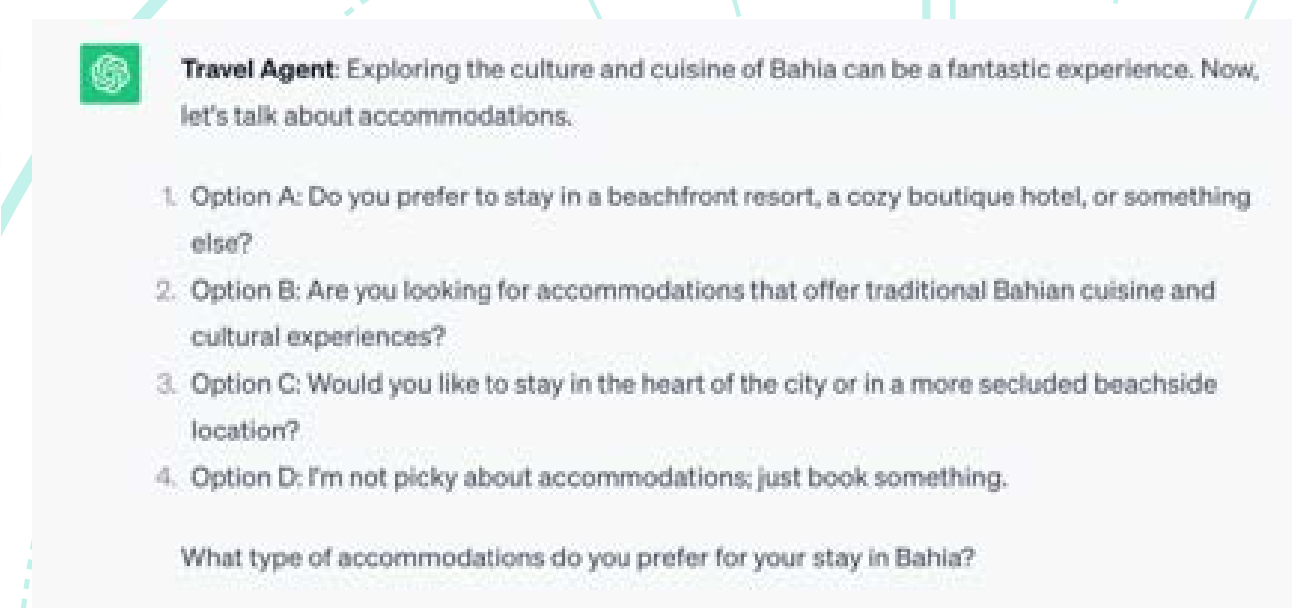 Travel Agent: Exploring the culture and cuisine of Bahia can be a fantastic experience. Now,
let's talk about accommodations.
1. Option A: Do you prefer to stay in a beachfront resort, a cozy boutique hotel, or something
else?
2. Option B: Are you looking for accommodations that offer traditional Bahian cuisine and
cultural experiences?
3. Option C: Would you like to stay in the heart of the city or in a more secluded beachside
location?
4. Option D: I'm not picky about accommodations; just book something.
What type of accommodations do you prefer for your stay in Bahia?